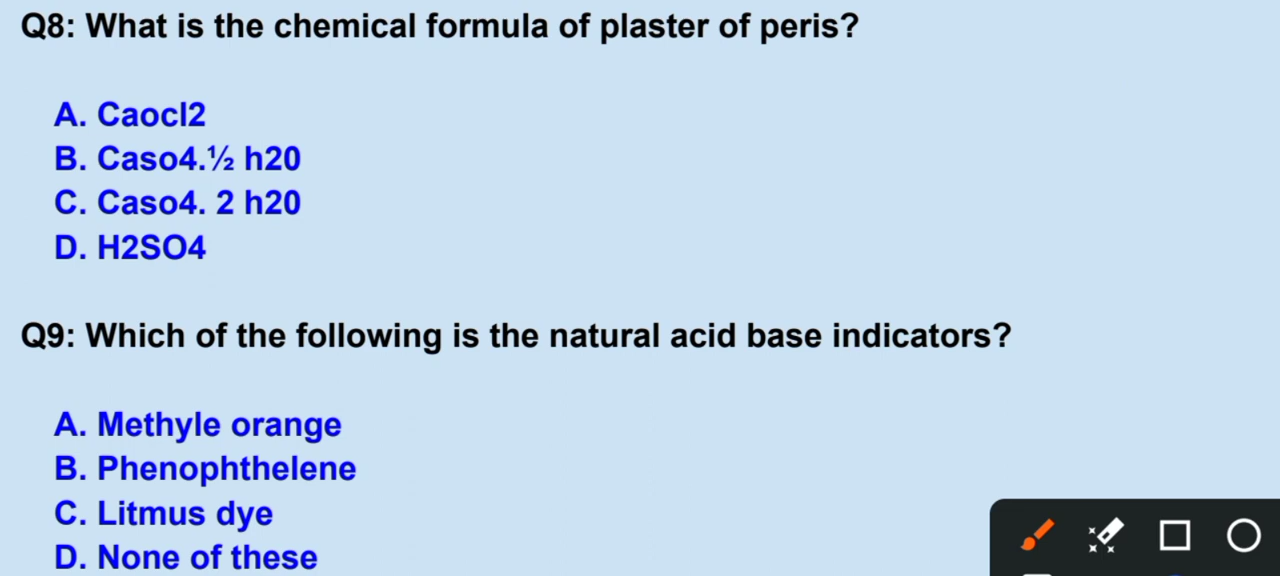 Q8: What is the chemical formula of plaster of peris?
A. Caocl2
B. Caso4.½ h20
C. Caso4. 2 h20
D. H2SO4
Q9: Which of the following is the natural acid base indicators?
A. Methyle orange
B. Phenophthelene
C. Litmus dye
D. None of these